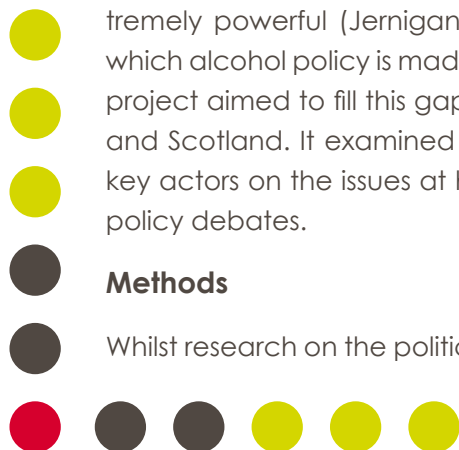 tremely powerful (Jernigan
which alcohol policy is mad
project aimed to fill this gap
and Scotland. It examined
key actors on the issues at
policy debates.
Methods
Whilst research on the politic